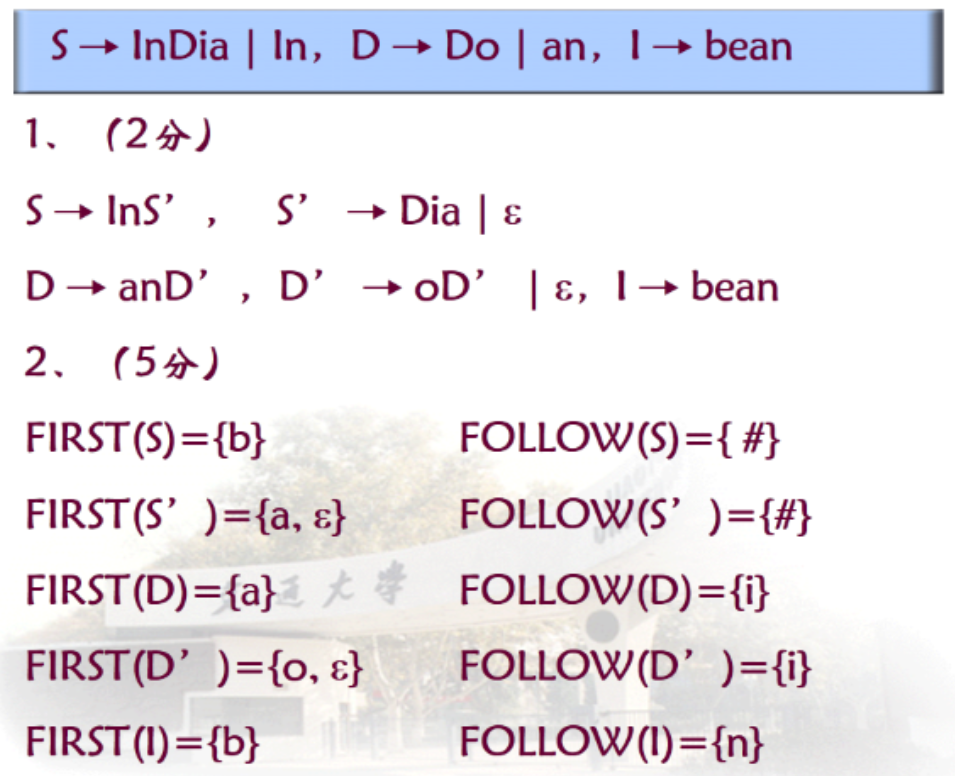 S → InDia | In, D → Do | an, I → bean
1、 (2分)
S → InS’ , S’ → Dia | ε
D → anD’ , D’ → oD’ | ε, I → bean
2、 (5分)
FIRST(S)={b} FOLLOW(S)={ #}
FIRST(S’ )={a, ε} FOLLOW(S’ )={#}
FIRST(D)={a} FOLLOW(D)={i}
FIRST(D’ )={o, ε} FOLLOW(D’ )={i}
FIRST(I)={b} FOLLOW(I)={n}